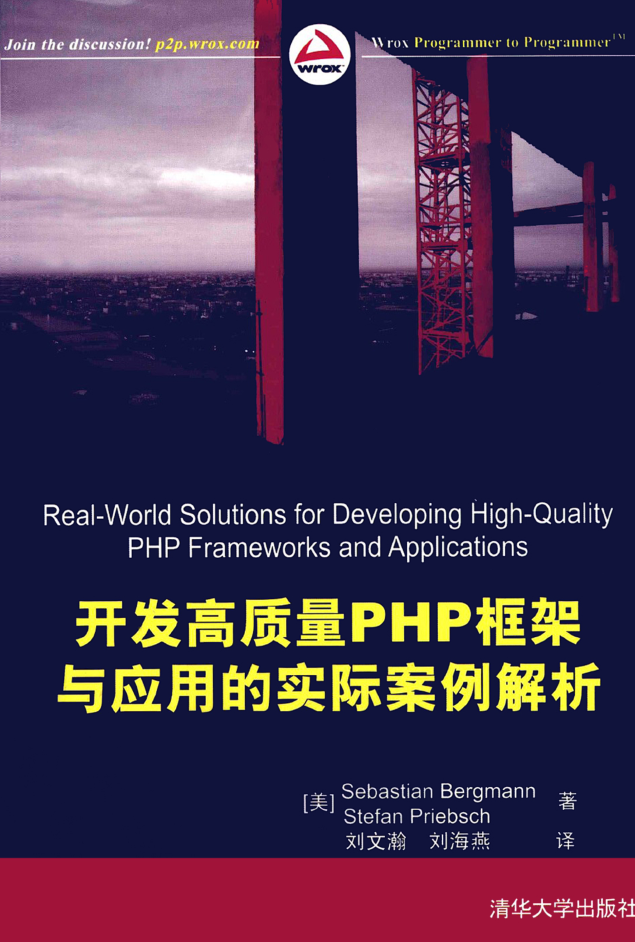 Join the discussion! p2p.wrox.com
wrox™
Wrox Programmer to Programmer™
Real-World Solutions for Developing High-Quality
PHP Frameworks and Applications
开发高质量PHP框架
与应用的实际案例解析
[美] Sebastian Bergmann 著
Stefan Priebsch
刘文瀚 刘海燕 译
清华大学出版社